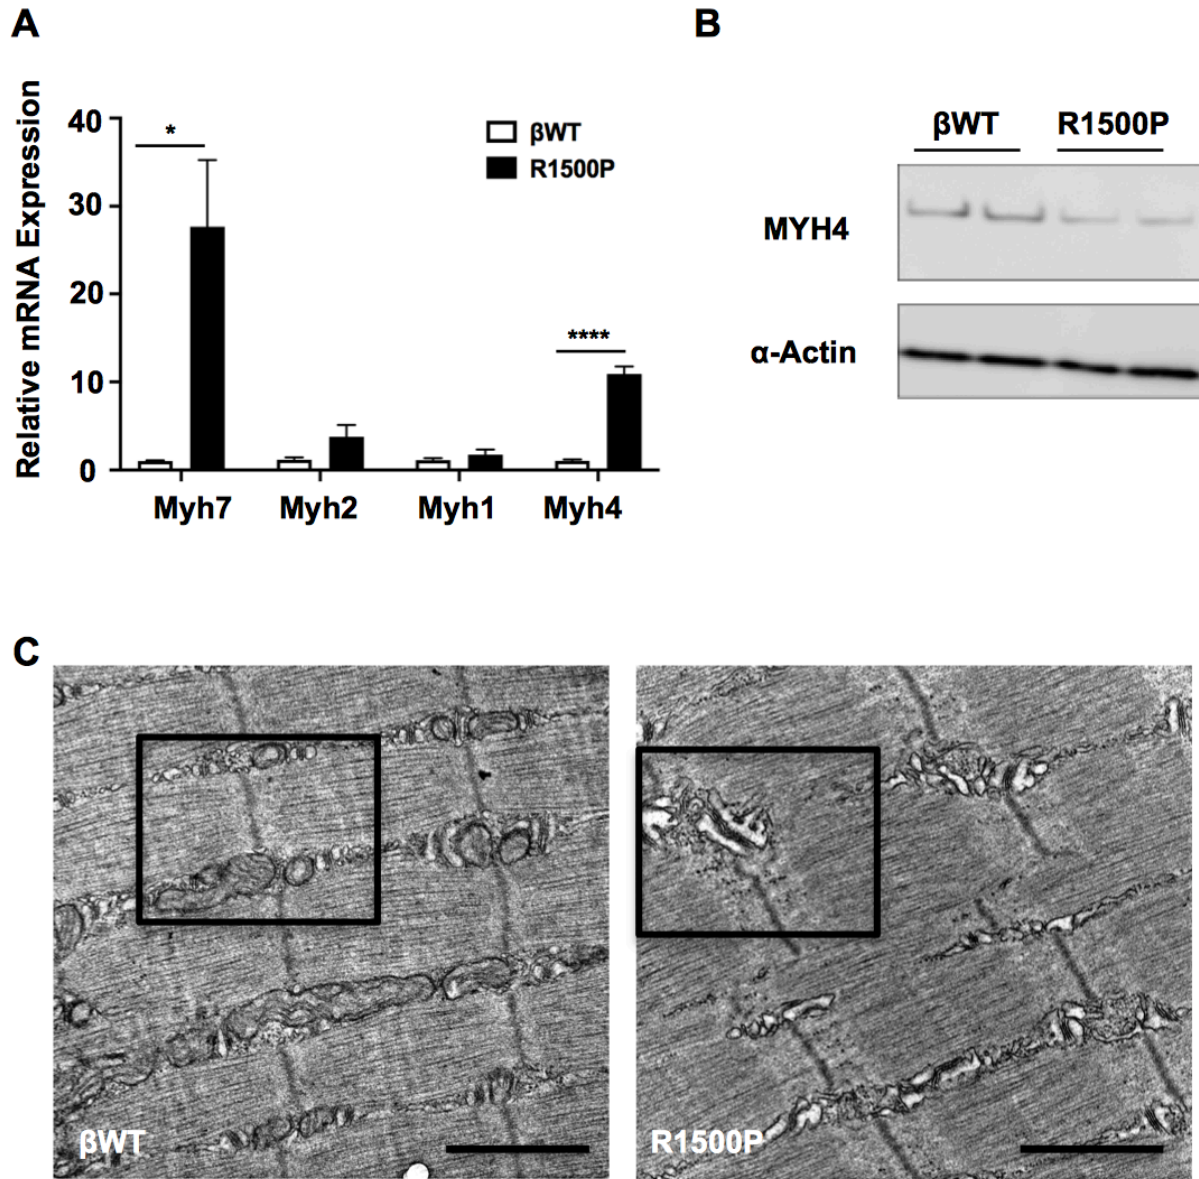 A
Relative mRNA Expression
40
30
20
10
0
*
****
βWT
R1500P
Myh7 Myh2 Myh1 Myh4
B
βWT R1500P
MYH4
α-Actin
C
βWT
R1500P